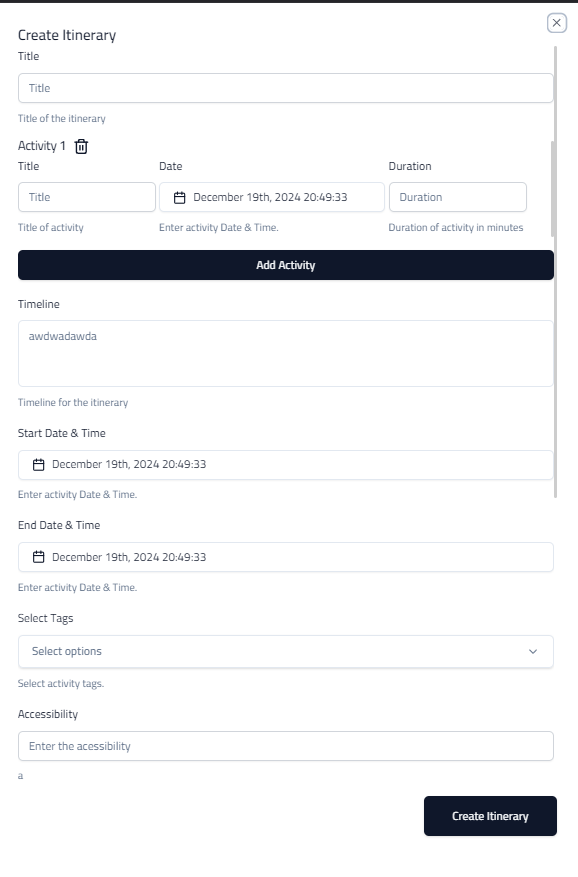 Create Itinerary
Title
Title
Title of the itinerary
Activity 1
Title Date Duration
Title December 19th, 2024 20:49:33 Duration
Title of activity Enter activity Date & Time. Duration of activity in minutes
Add Activity
Timeline
awdwadawda
Timeline for the itinerary
Start Date & Time
December 19th, 2024 20:49:33
Enter activity Date & Time.
End Date & Time
December 19th, 2024 20:49:33
Enter activity Date & Time.
Select Tags
Select options
Select activity tags.
Accessibility
Enter the acessibility
a
Create Itinerary